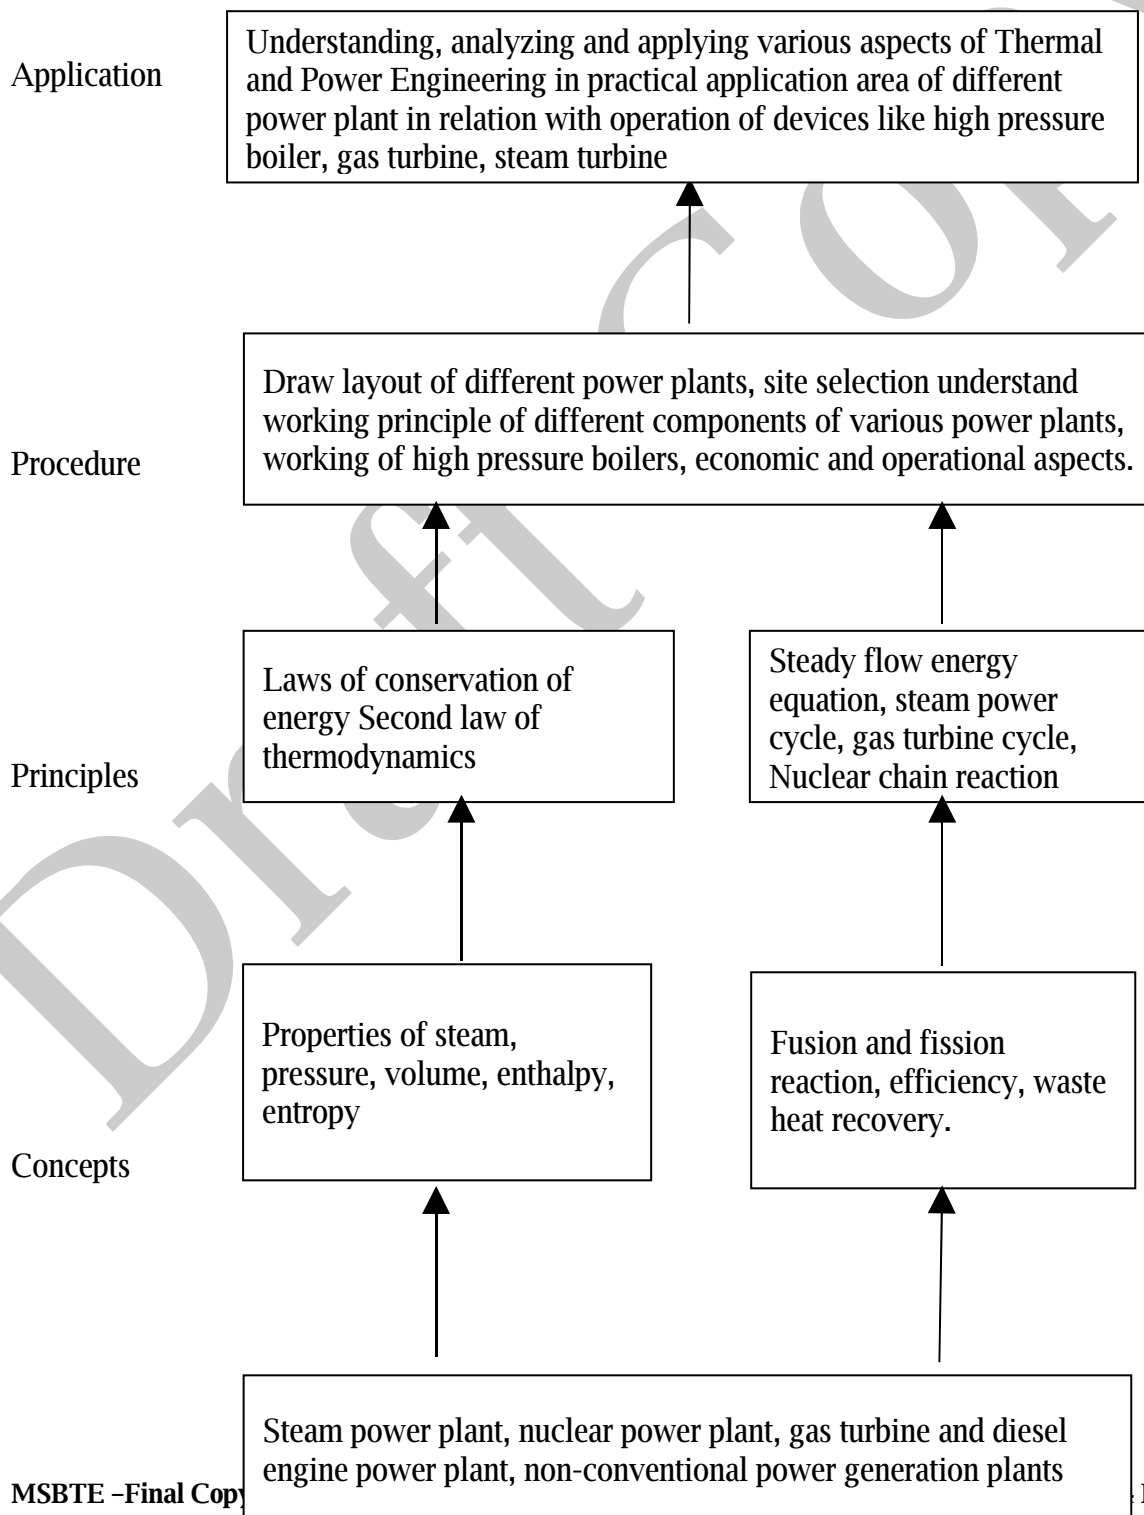 Application
Understanding, analyzing and applying various aspects of Thermal
and Power Engineering in practical application area of different
power plant in relation with operation of devices like high pressure
boiler, gas turbine, steam turbine
Draw layout of different power plants, site selection understand
working principle of different components of various power plants,
working of high pressure boilers, economic and operational aspects.
Procedure
Laws of conservation of
energy Second law of
thermodynamics
Steady flow energy
equation, steam power
cycle, gas turbine cycle,
Nuclear chain reaction
Principles
Properties of steam,
pressure, volume, enthalpy,
entropy
Fusion and fission
reaction, efficiency, waste
heat recovery.
Concepts
Steam power plant, nuclear power plant, gas turbine and diesel
engine power plant, non-conventional power generation plants
MSBTE –Final Copy
Draft Cop